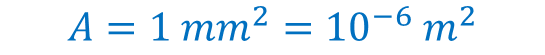 A = 1 mm² = 10⁻⁶ m²